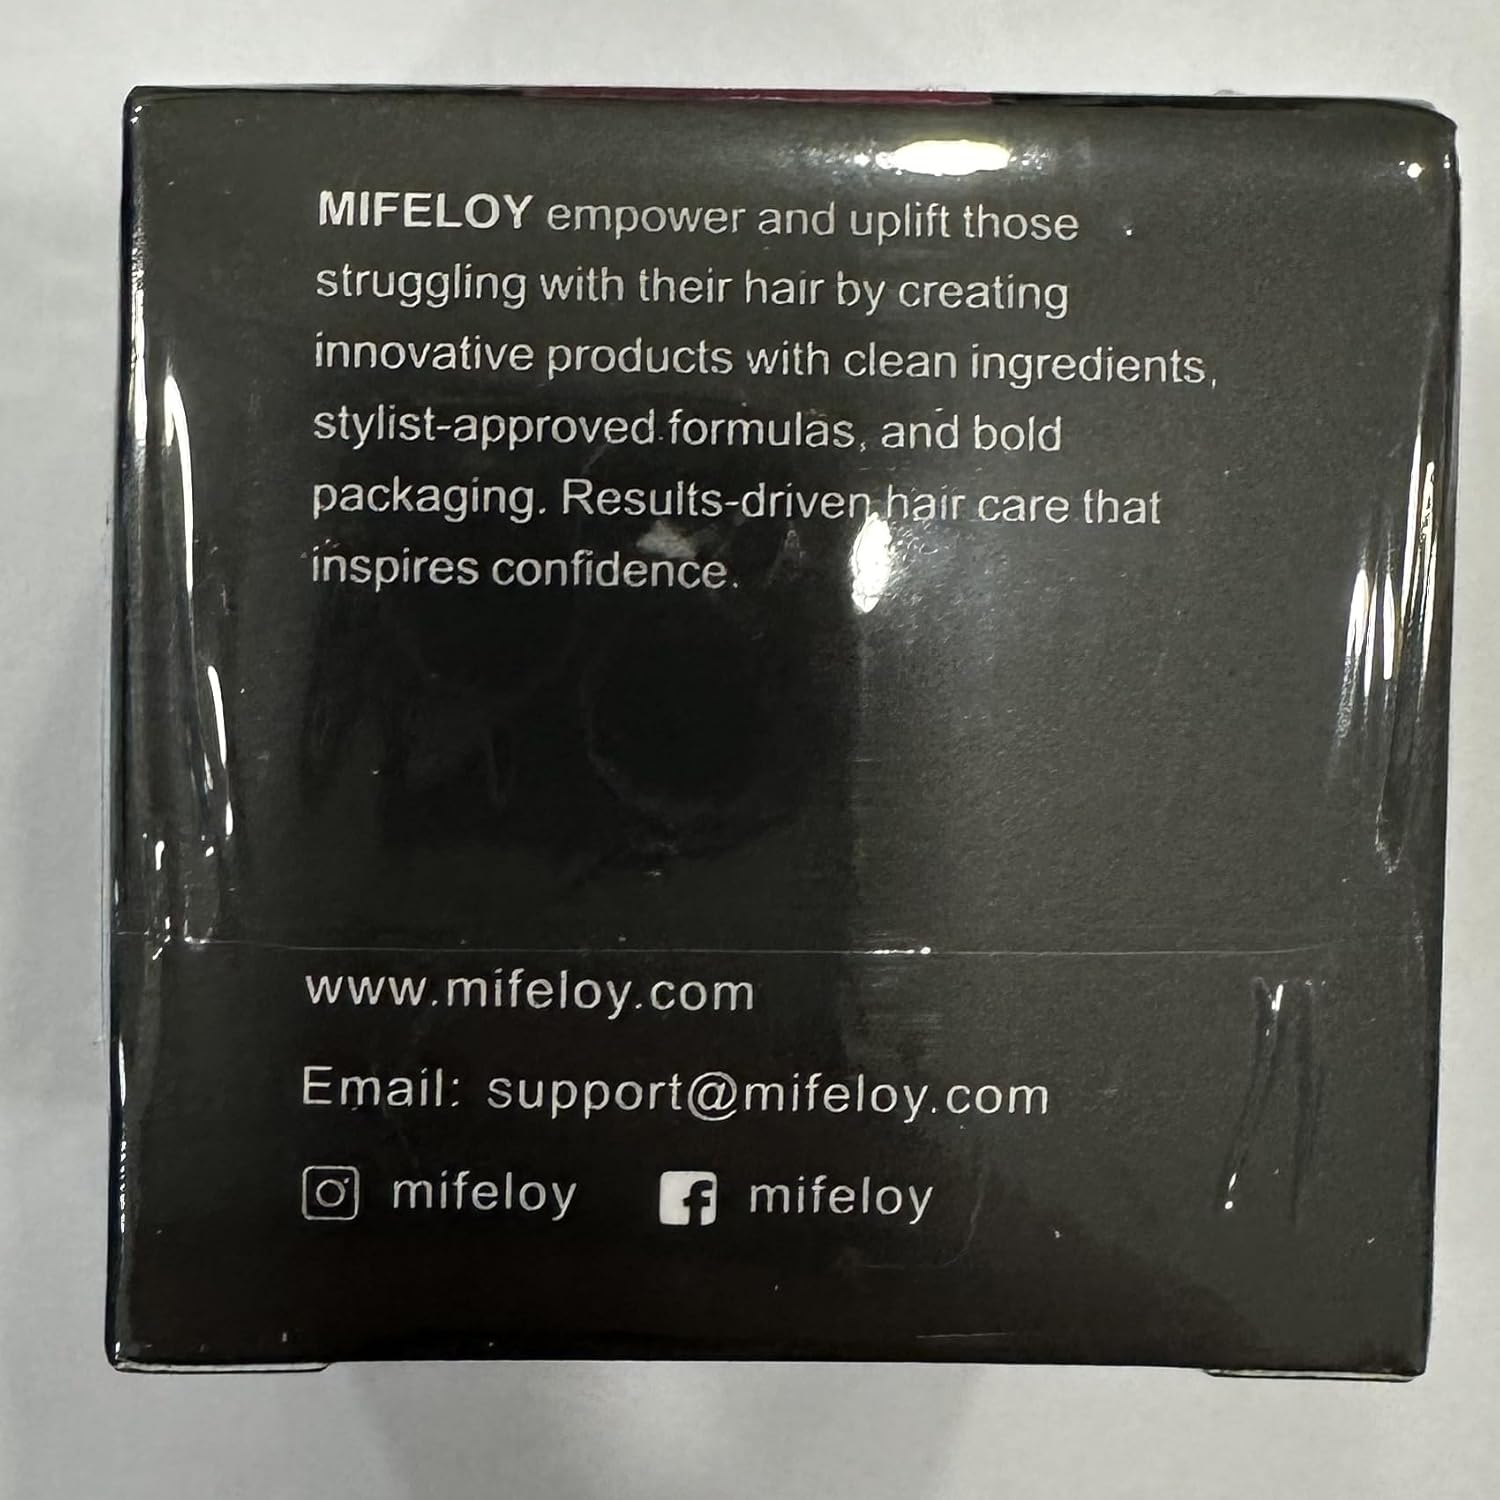 MIFELOY empower and uplift those
struggling with their hair by creating
innovative products with clean ingredients,
stylist-approved formulas, and bold
packaging. Results-driven hair care that
inspires confidence.
www.mifeloy.com
Email: support@mifeloy.com
mifeloy mifeloy